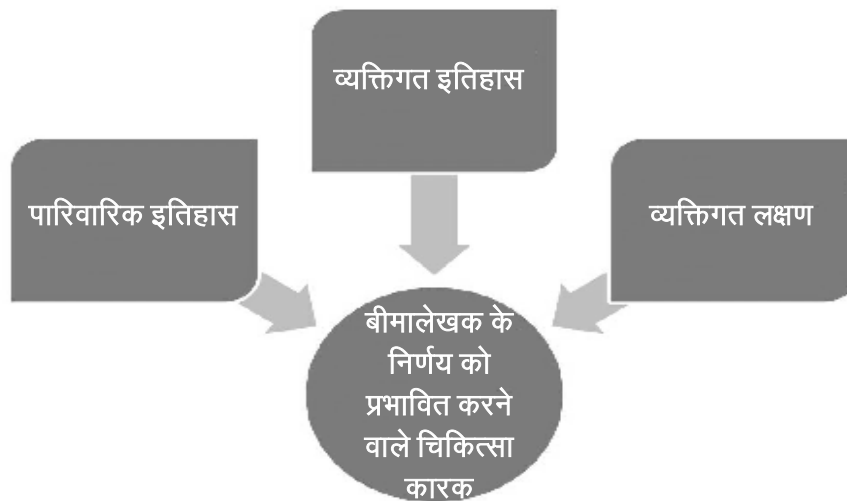 व्यक्तिगत इतिहास
पारिवारिक इतिहास
व्यक्तिगत लक्षण
बीमालेखक के
निर्णय को
प्रभावित करने
वाले चिकित्सा
कारक